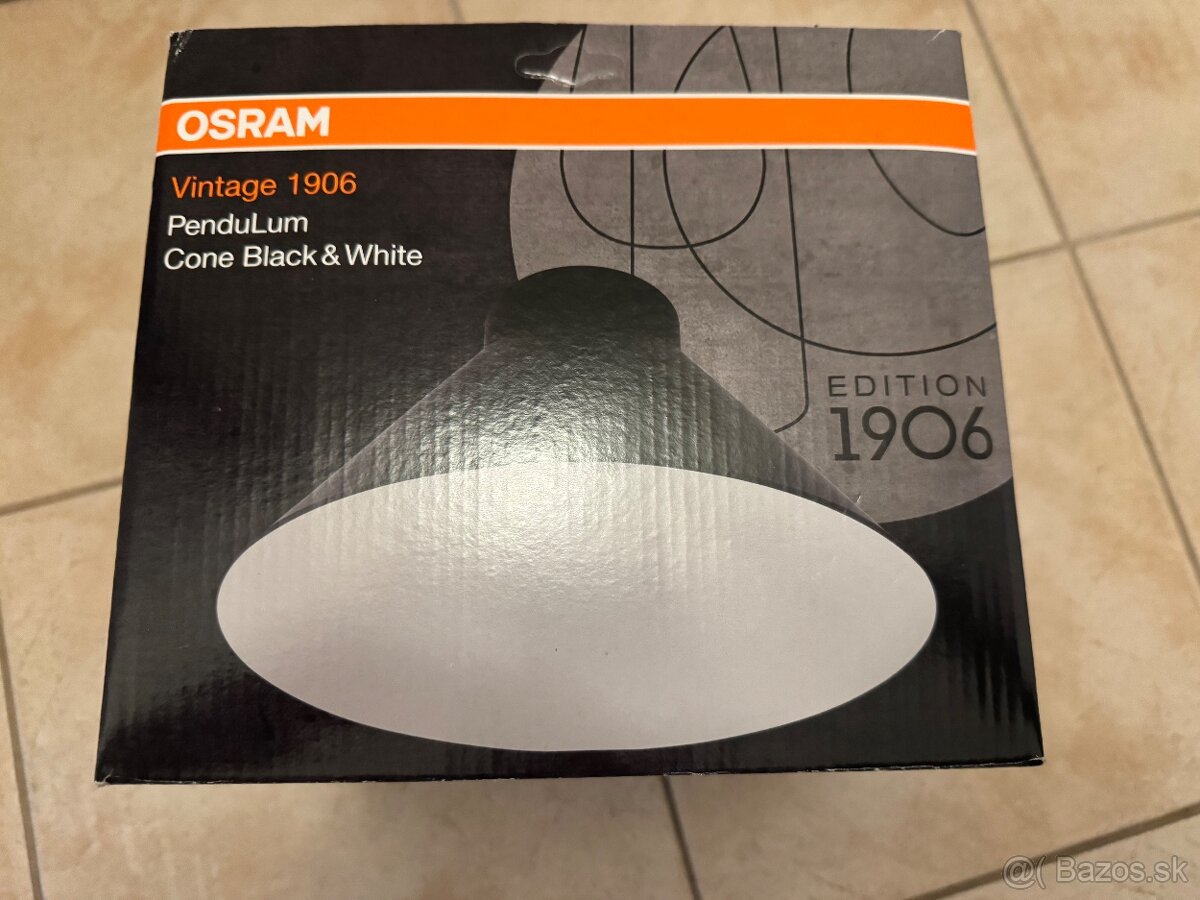 OSRAM
Vintage 1906
PenduLum
Cone Black & White
EDITION
1906
@( Bazos.sk